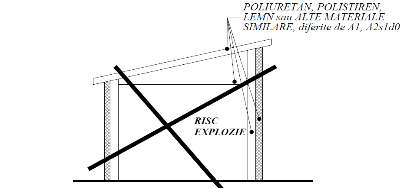 POLIURETAN, POLISTIREN,
LEMN sau ALTE MATERIALE
SIMILARE, diferite de A1, A2s1d0
RISC
EXPLOZIE